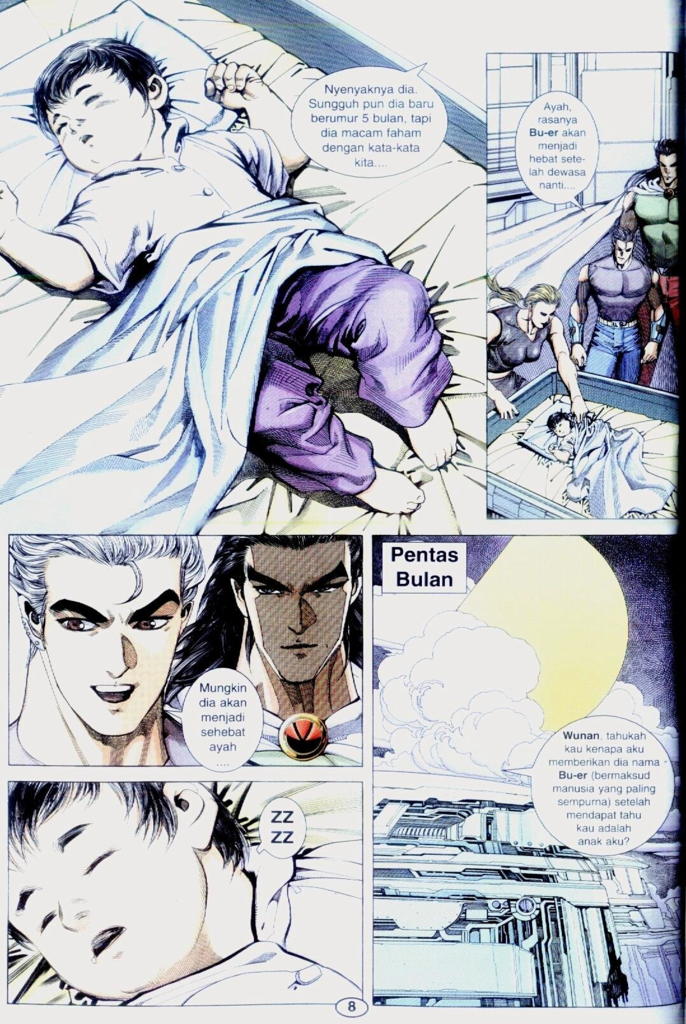 Nyenyaknya dia.
Sungguh pun dia baru
berumur 5 bulan, tapi
dia macam faham
dengan kata-kata
kita....
Ayah,
rasanya
Bu-er akan
menjadi
hebat sete-
lah dewasa
nanti....
Mungkin
dia akan
menjadi
sehebat
ayah
....
Pentas
Bulan
Wunan, tahukah
kau kenapa aku
memberikan dia nama
Bu-er (bermaksud
manusia yang paling
sempurna) setelah
mendapat tahu
kau adalah
anak aku?
ZZ
ZZ
8